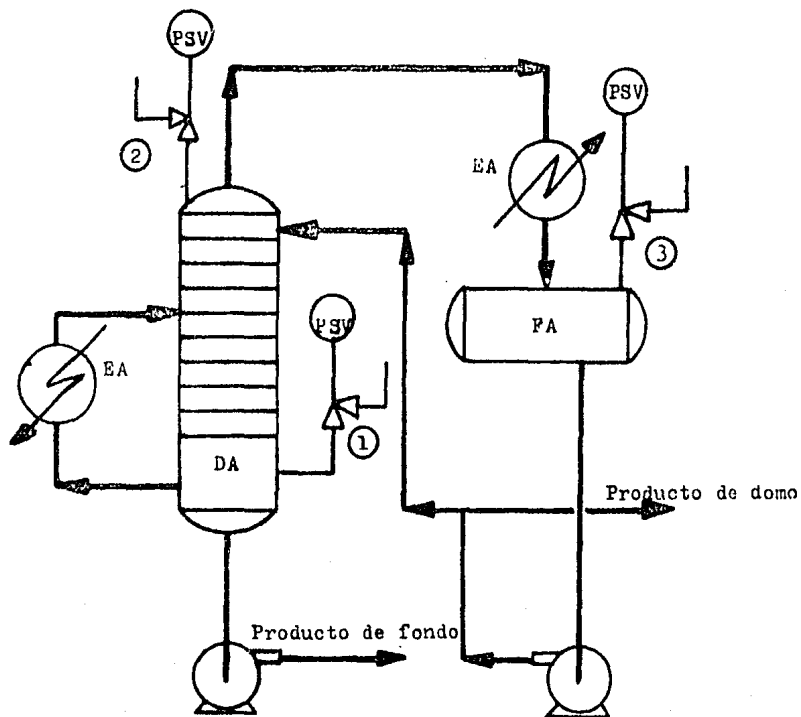 PSV
PSV
2
EA
3
PSV
FA
EA
1
DA
Producto de domo
Producto de fondo